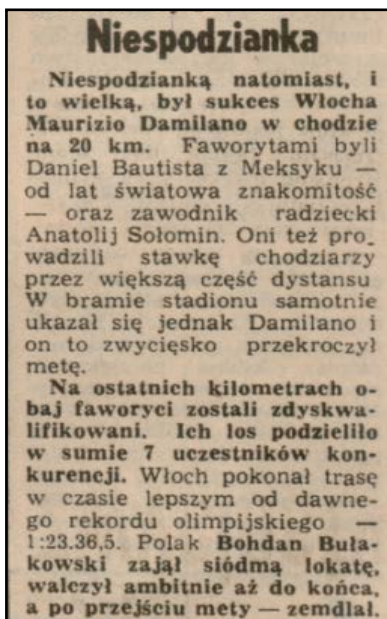 Niespodzianka
Niespodzianką natomiast, i
to wielką, był sukces Włocha
Maurizio Damilano w chodzie
na 20 km. Faworytami byli
Daniel Bautista z Meksyku —
od lat światowa znakomitość
— oraz zawodnik radziecki
Anatolij Sołomin. Oni też pro-
wadzili stawkę chodziarzy
przez większą część dystansu
W bramie stadionu samotnie
ukazał się jednak Damilano i
on to zwycięsko przekroczył
metę.
Na ostatnich kilometrach o-
baj faworyci zostali zdyskwa-
lifikowani. Ich los podzieliło
w sumie 7 uczestników kon-
kurencji. Włoch pokonał trasę
w czasie lepszym od dawne-
go rekordu olimpijskiego —
1:23.36,5. Polak Bohdan Buła-
kowski zajął siódmą lokatę,
walczył ambitnie aż do końca,
a po przejściu mety — zemdlał.